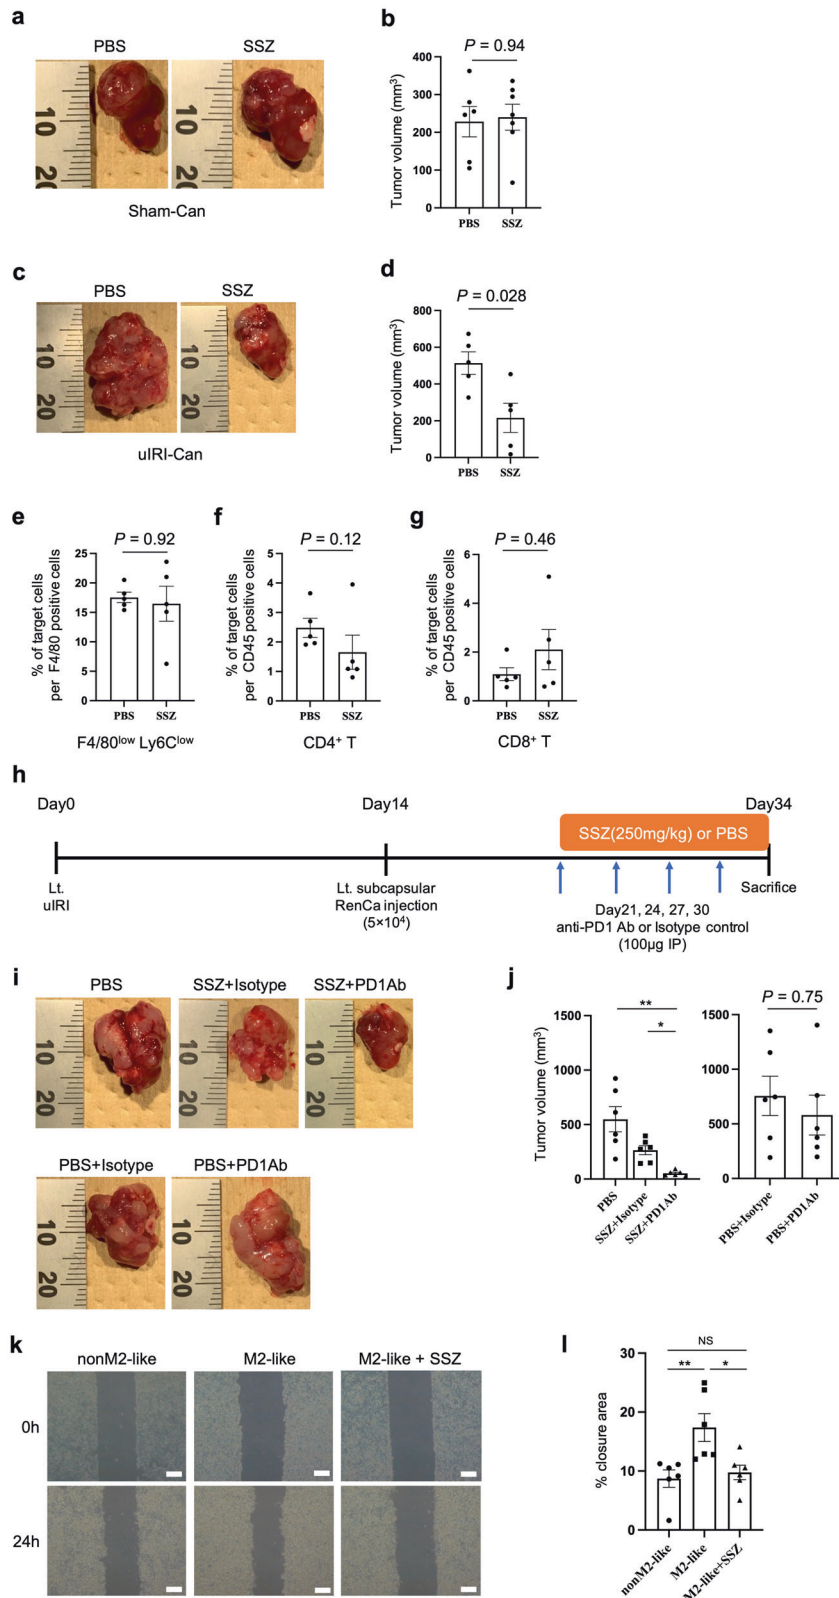 a
PBS
SSZ
10
20
10
20
Sham-Can
b
P = 0.94
Tumor volume (mm³)
400
300
200
100
0
PBS
SSZ
c
PBS
SSZ
10
20
10
20
uIRI-Can
d
P = 0.028
Tumor volume (mm³)
800
600
400
200
0
PBS
SSZ
e
P = 0.92
% of target cells
per F4/80 positive cells
25
20
15
10
5
0
PBS
SSZ
F4/80low Ly6Clow
f
P = 0.12
% of target cells
per CD45 positive cells
5
4
3
2
1
0
PBS
SSZ
CD4⁺ T
g
P = 0.46
% of target cells
per CD45 positive cells
6
4
2
0
PBS
SSZ
CD8⁺ T
h
Day0
Day14
Day34
SSZ(250mg/kg) or PBS
Lt.
uIRI
Lt. subcapsular
RenCa injection
(5×10⁴)
Sacrifice
Day21, 24, 27, 30
anti-PD1 Ab or Isotype control
(100μg IP)
i
PBS
SSZ+Isotype
SSZ+PD1Ab
10
20
10
20
10
20
PBS+Isotype
PBS+PD1Ab
10
20
10
20
j
Tumor volume (mm³)
1500
1000
500
0
**
*
PBS
SSZ+Isotype
SSZ+PD1Ab
P = 0.75
1500
1000
500
0
PBS+Isotype
PBS+PD1Ab
k
nonM2-like
M2-like
M2-like + SSZ
0h
24h
l
NS
**
*
% closure area
30
20
10
0
nonM2-like
M2-like
M2-like+SSZ